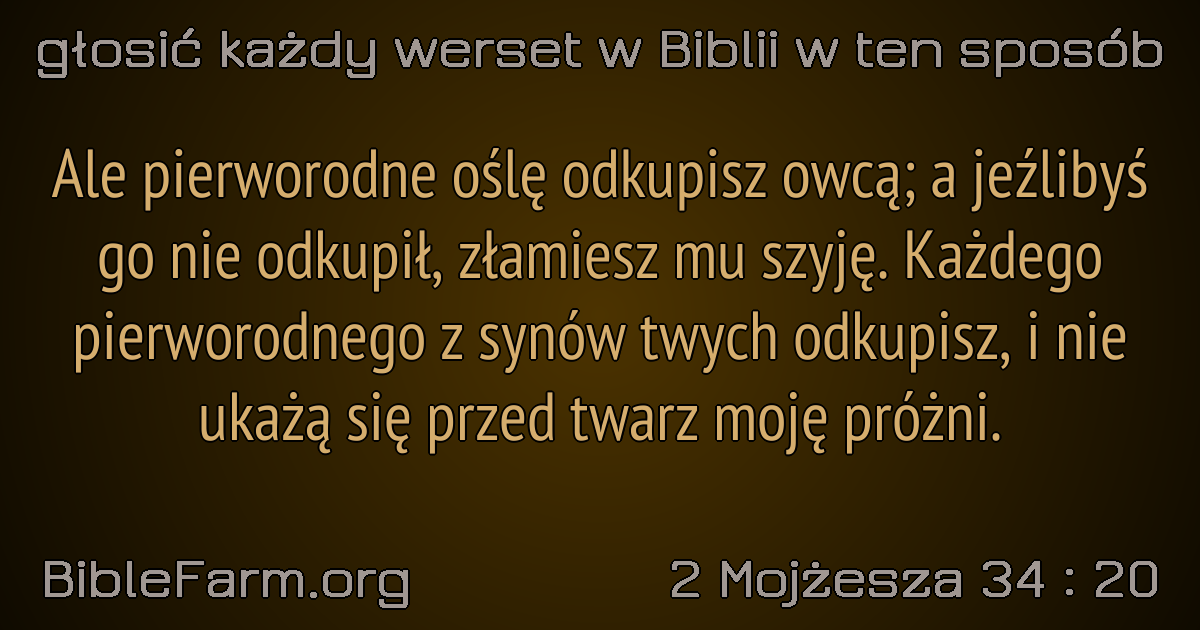 głosić każdy werset w Biblii w ten sposób
Ale pierworodne oślę odkupisz owcą; a jeźlibyś
go nie odkupił, złamiesz mu szyję. Każdego
pierworodnego z synów twych odkupisz, i nie
ukażą się przed twarz moję próżni.
BibleFarm.org
2 Mojżesza 34 : 20